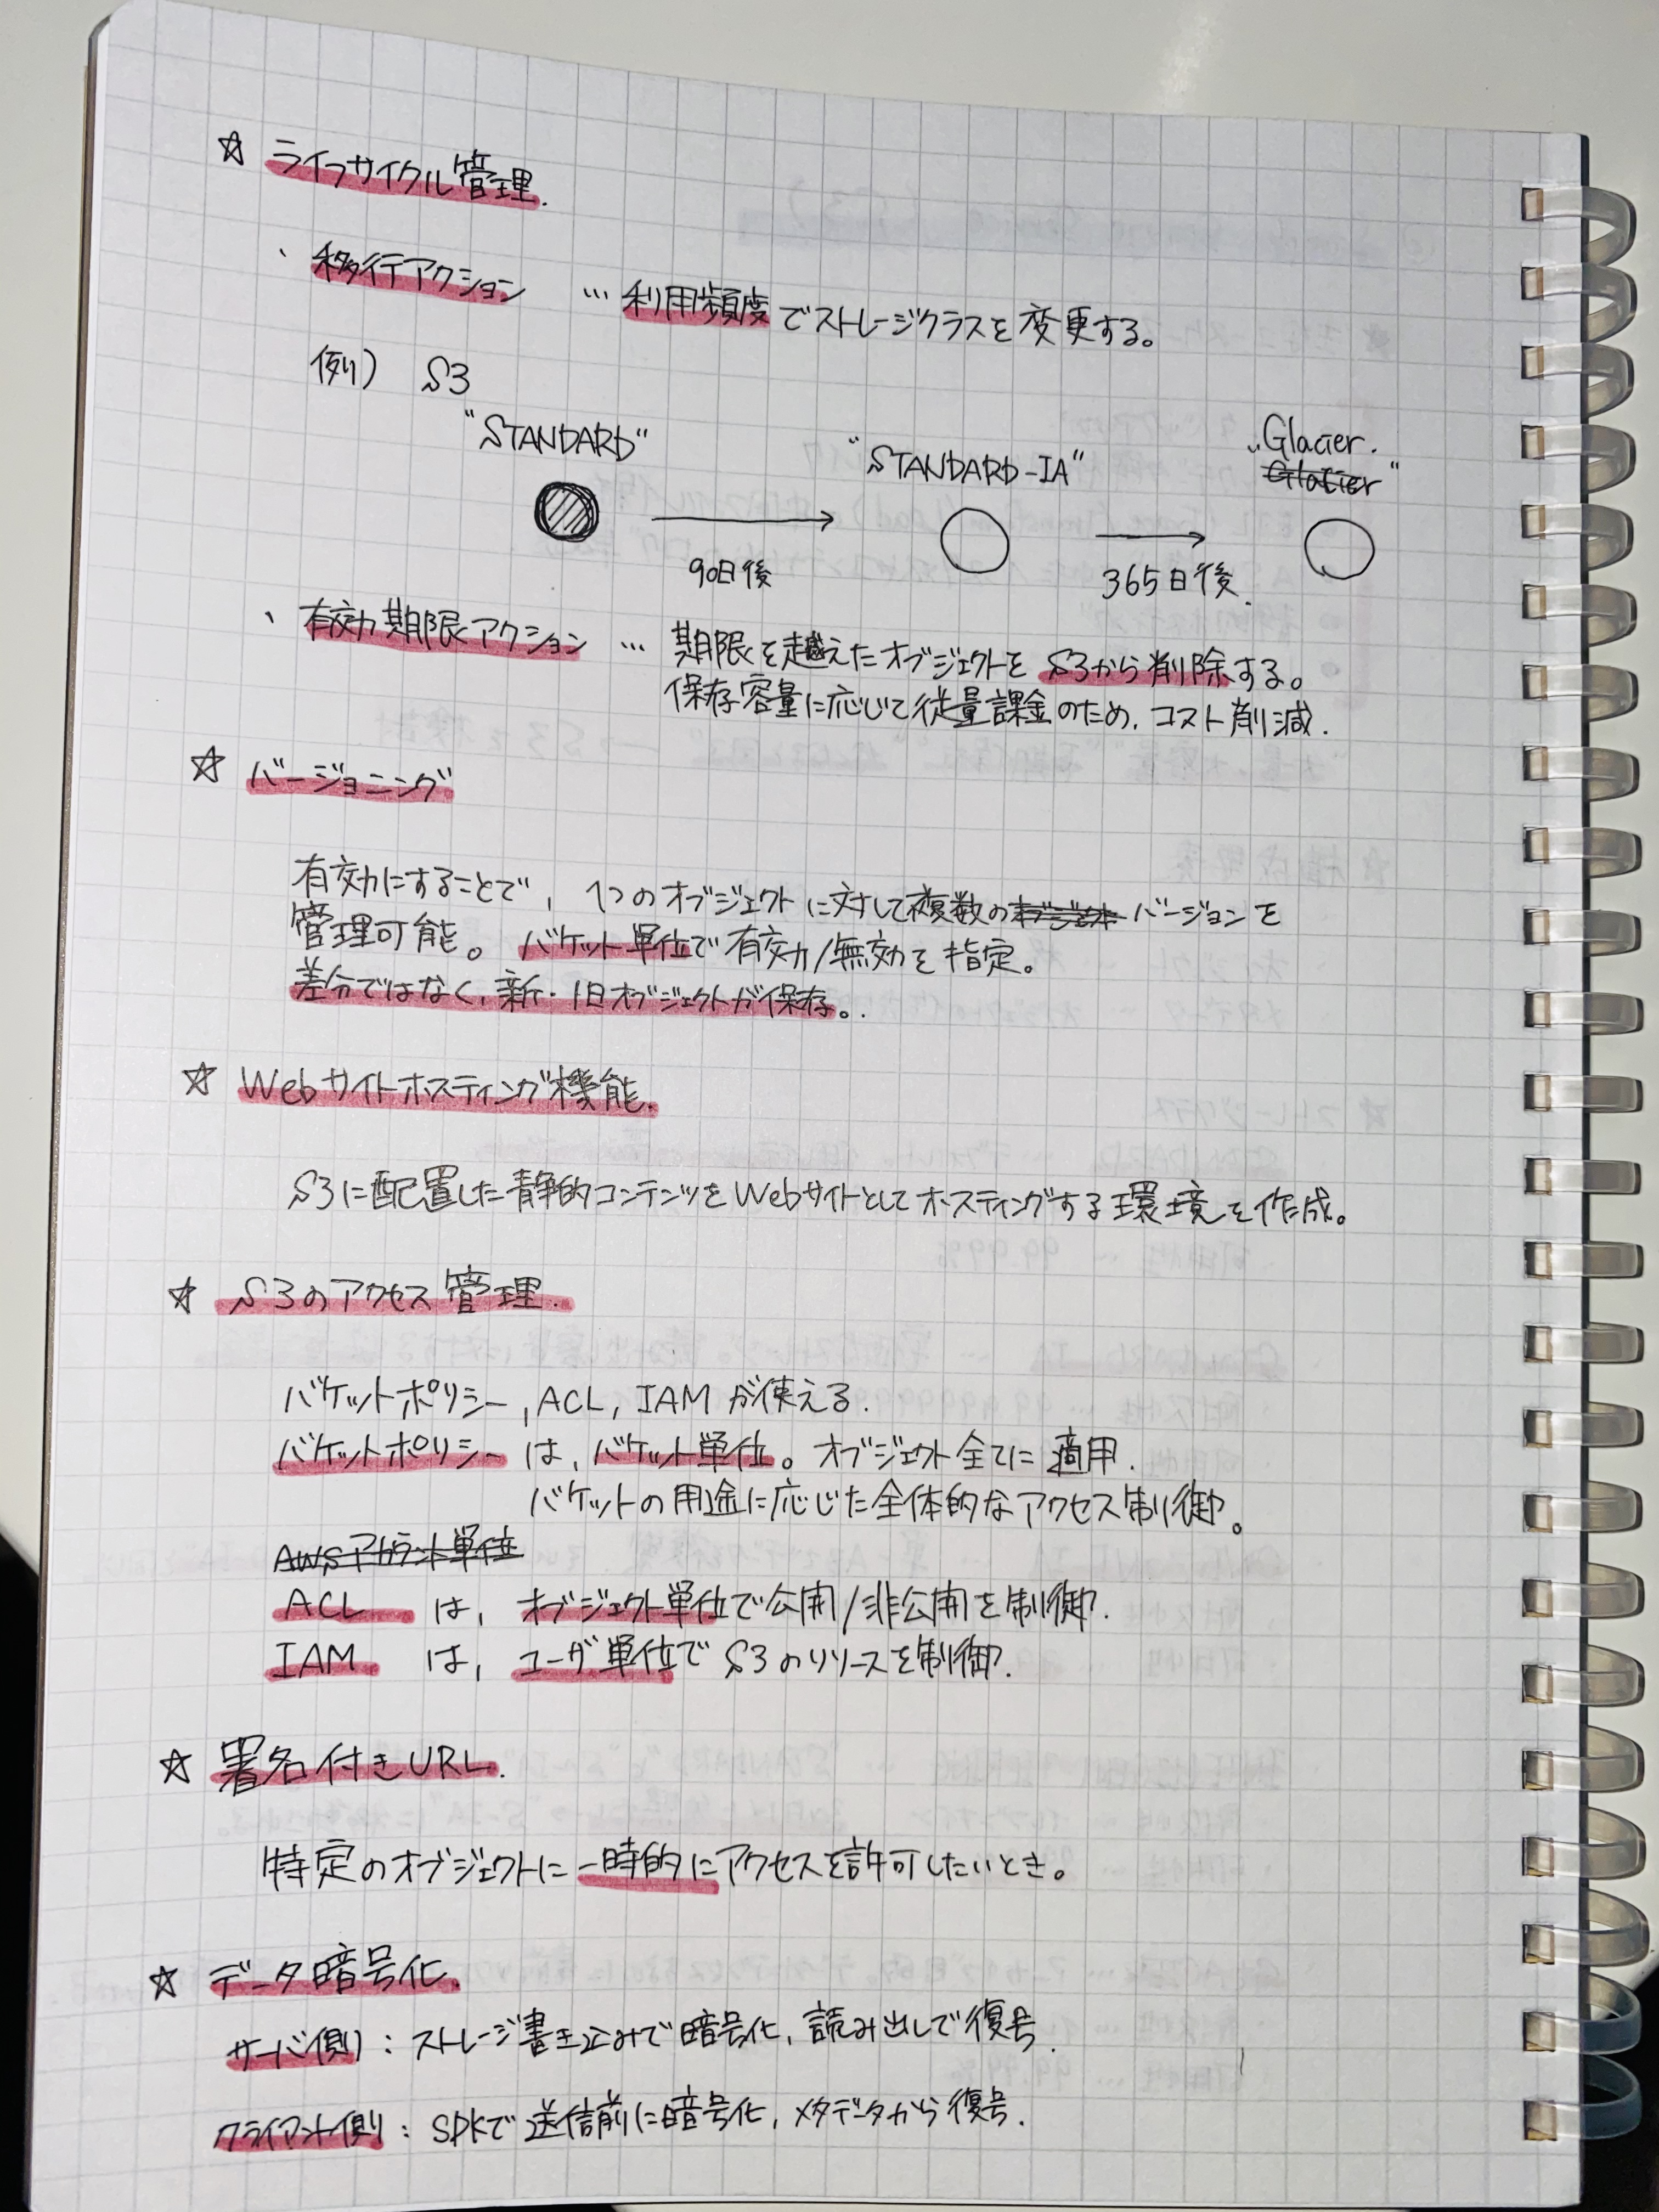 ☆ ライフサイクル管理.
、移行アクション … 利用頻度でストレージクラスを変更する。
例) S3
"STANDARD" "STANDARD-IA" "Glacier. Glacier"
90日後 365日後.
、有効期限アクション … 期限を越えたオブジェクトを S3から削除する。
保存容量に応じて従量課金のため, コスト削減.
☆ バージョニング
有効にすることで, 1つのオブジェクトに対して複数のオブジェクト バージョンを
管理可能。 バケット単位で有効/無効を指定。
差分ではなく, 新・旧オブジェクトが保存。.
☆ Webサイトホスティング機能.
S3に配置した静的コンテンツをWebサイトとしてホスティングする環境を作成。
☆ S3のアクセス管理.
バケットポリシー, ACL, IAM が使える.
バケットポリシー は, バケット単位。オブジェクト全てに適用.
バケットの用途に応じた全体的なアクセス制御。
AWSアカウント単位
ACL は, オブジェクト単位で公開/非公開を制御.
IAM は, ユーザ単位で S3のリソースを制御.
☆ 署名付きURL.
特定のオブジェクトに一時的にアクセスを許可したいとき。
☆ データ暗号化.
サーバ側 : ストレージ書き込みで暗号化, 読み出しで復号.
クライアント側 : SDKで送信前に暗号化, メタデータから復号.